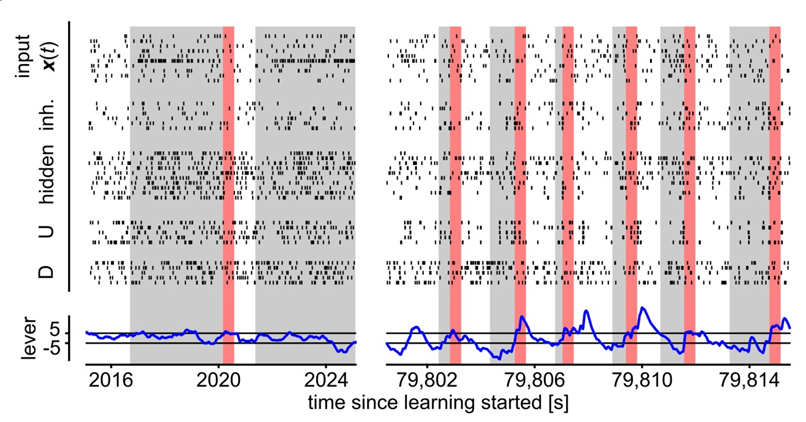 input
x(t)
inh.
hidden
U
D
lever
5
-5
2016 2020 2024 79,802 79,806 79,810 79,814
time since learning started [s]